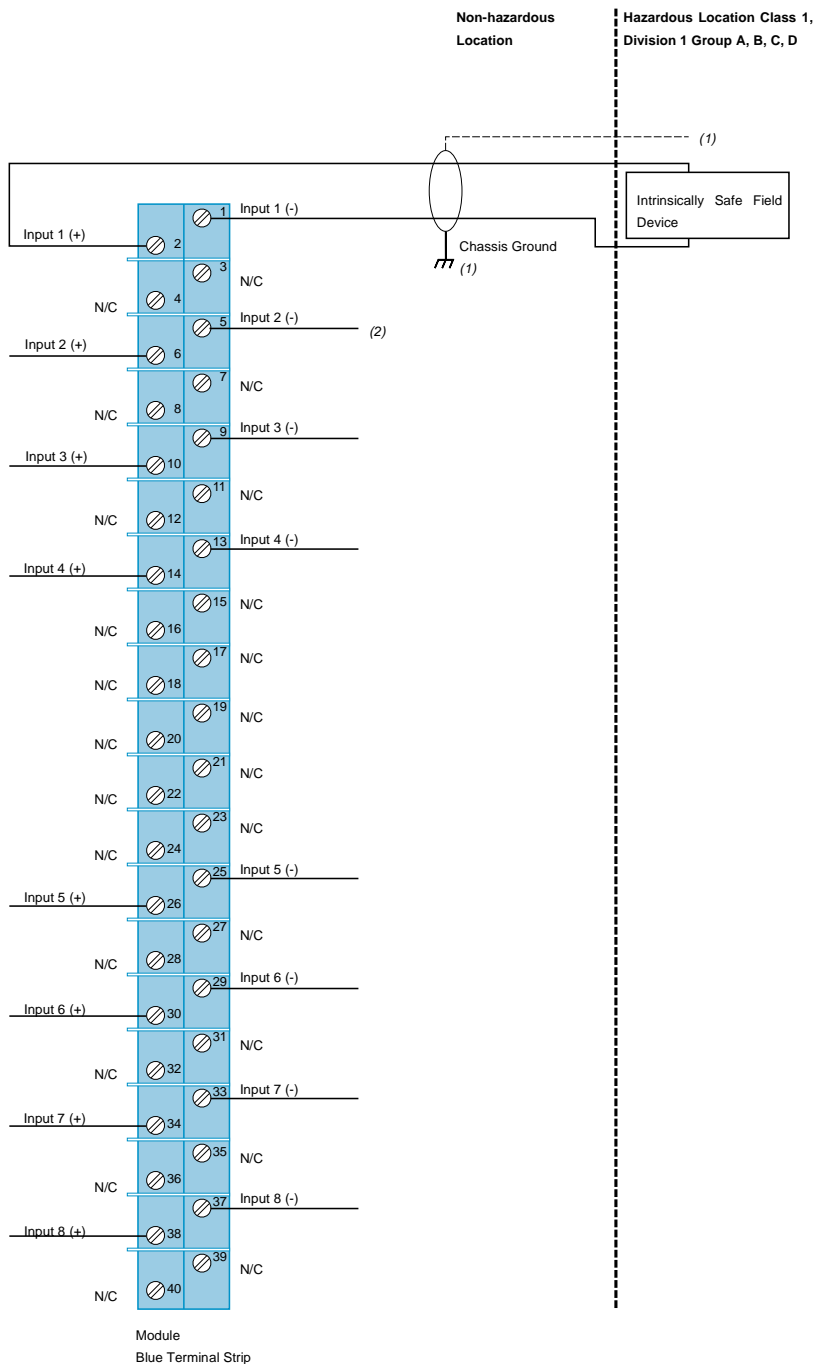 Non-hazardous
Location
Hazardous Location Class 1,
Division 1 Group A, B, C, D
(1)
Intrinsically Safe Field
Device
1 Input 1 (-)
Input 1 (+) 2
Chassis Ground
(1)
3 N/C
N/C 4
5 Input 2 (-) (2)
Input 2 (+) 6
7 N/C
N/C 8
9 Input 3 (-)
Input 3 (+) 10
11 N/C
N/C 12
13 Input 4 (-)
Input 4 (+) 14
15 N/C
N/C 16
17 N/C
N/C 18
19 N/C
N/C 20
21 N/C
N/C 22
23 N/C
N/C 24
25 Input 5 (-)
Input 5 (+) 26
27 N/C
N/C 28
29 Input 6 (-)
Input 6 (+) 30
31 N/C
N/C 32
33 Input 7 (-)
Input 7 (+) 34
35 N/C
N/C 36
37 Input 8 (-)
Input 8 (+) 38
39 N/C
N/C 40
Module
Blue Terminal Strip